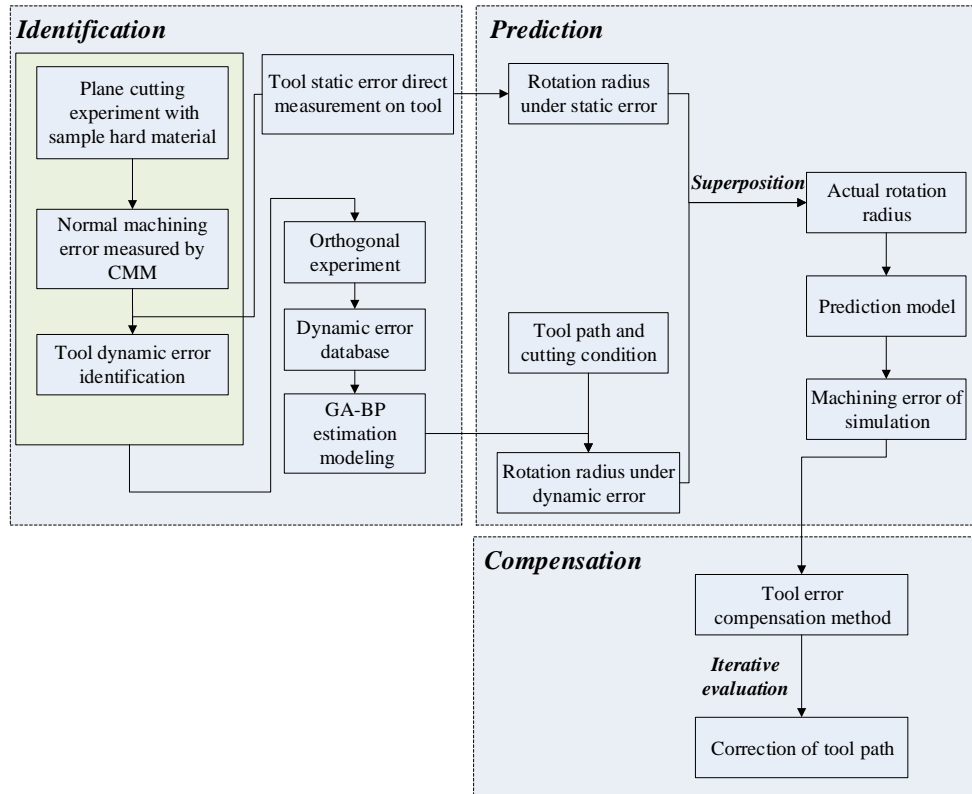 Identification
Plane cutting
experiment with
sample hard material
Normal machining
error measured by
CMM
Tool dynamic error
identification
Tool static error direct
measurement on tool
Orthogonal
experiment
Dynamic error
database
GA-BP
estimation
modeling
Prediction
Rotation radius
under static error
Superposition
Actual rotation
radius
Prediction model
Tool path and
cutting condition
Machining error of
simulation
Rotation radius under
dynamic error
Compensation
Tool error
compensation method
Iterative
evaluation
Correction of tool path